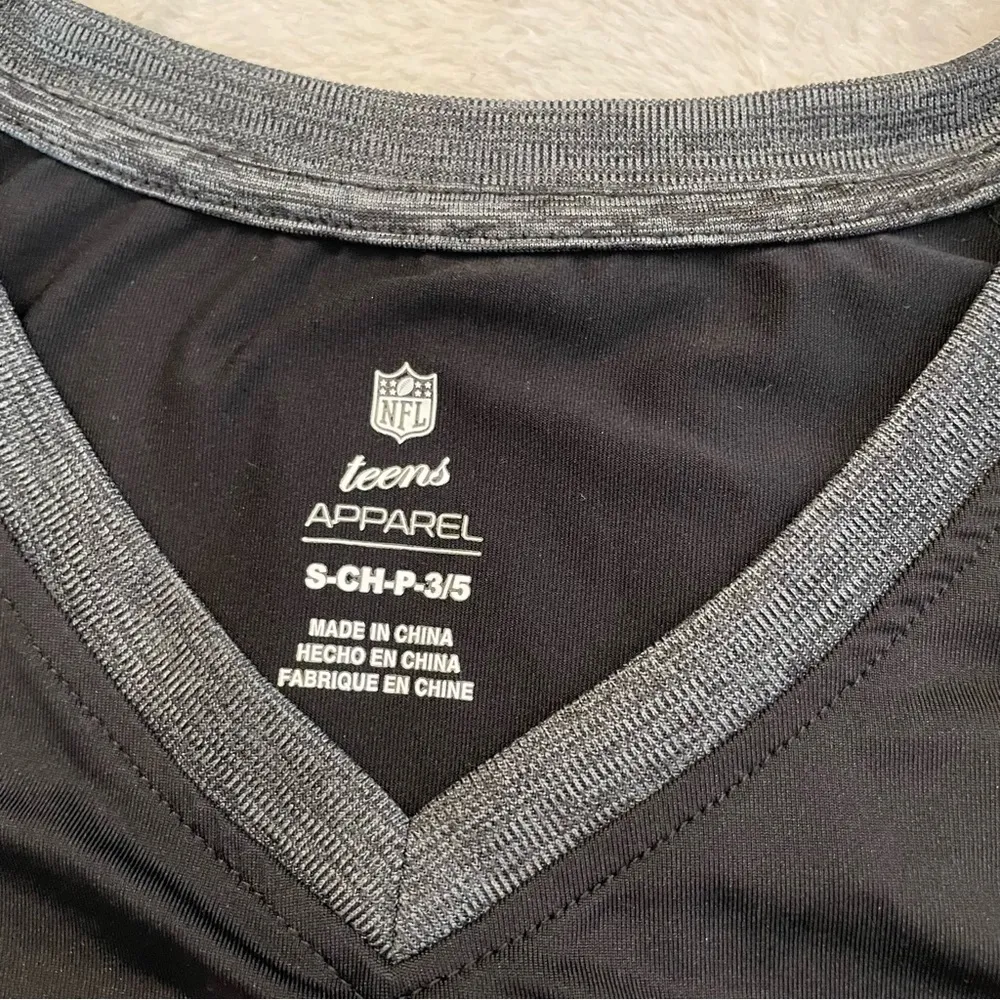 NFL
teens
APPAREL
S-CH-P-3/5
MADE IN CHINA
HECHO EN CHINA
FABRIQUE EN CHINE